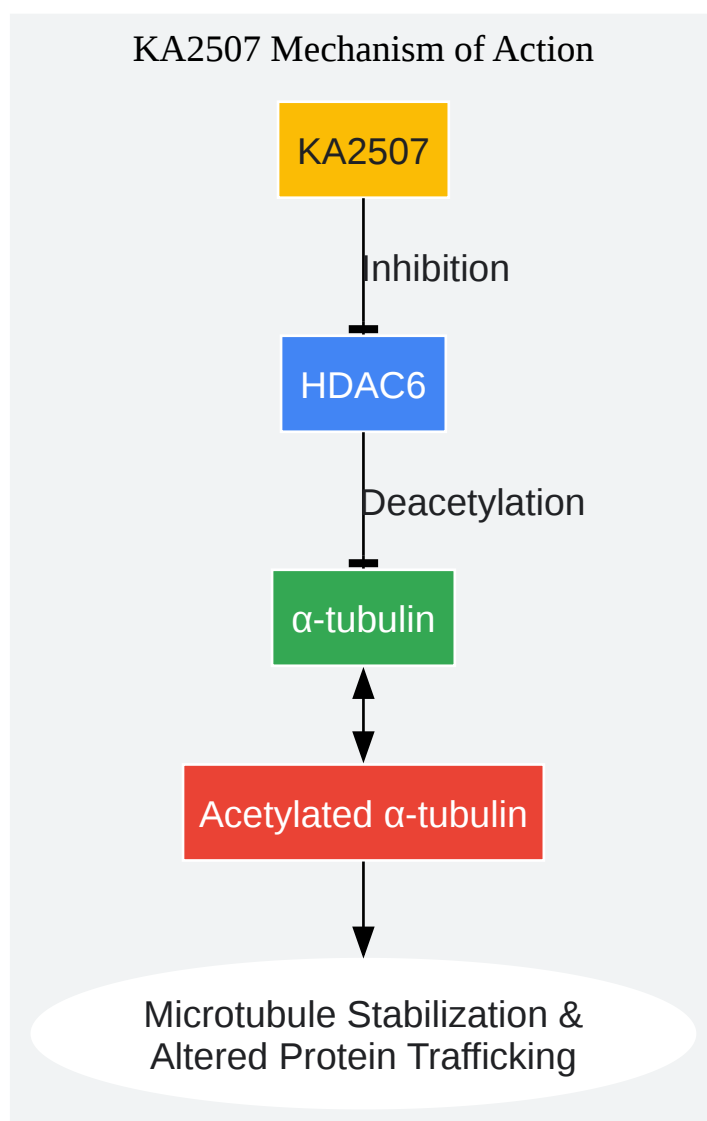 KA2507 Mechanism of Action
KA2507
Inhibition
HDAC6
Deacetylation
α-tubulin
Acetylated α-tubulin
Microtubule Stabilization &
Altered Protein Trafficking